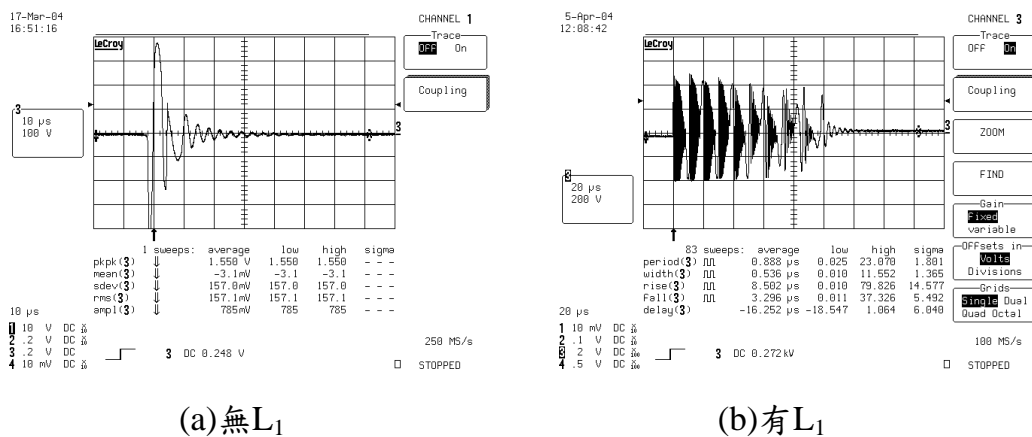 17-Mar-04
16:51:16
CHANNEL 1
Trace
OFF On
Coupling
LeCroy
3
10 µs
100 V
3
1 sweeps: average low high sigma
pkpk(3) 1.550 V 1.550 1.550 - - -
mean(3) -3.1mV -3.1 -3.1 - - -
sdev(3) 157.0mV 157.0 157.0 - - -
rms(3) 157.1mV 157.1 157.1 - - -
ampl(3) 785mV 785 785 - - -
10 µs
1 10 V DC
2 .2 V DC
3 .2 V DC
4 10 mV DC
3 DC 0.248 V
250 MS/s
STOPPED
(a)無L1
5-Apr-04
12:08:42
CHANNEL 3
Trace
OFF On
Coupling
ZOOM
FIND
Gain
Fixed
variable
Offsets in
Volts
Divisions
Grids
Single Dual
Quad Octal
LeCroy
3
20 µs
200 V
3
83 sweeps: average low high sigma
period(3) 0.888 µs 0.025 23.070 1.801
width(3) 0.536 µs 0.010 11.552 1.365
rise(3) 8.502 µs 0.010 79.826 14.577
fall(3) 3.296 µs 0.011 37.326 5.492
delay(3) -16.252 µs -18.547 1.064 6.040
20 µs
1 10 mV DC
2 .1 V DC
3 2 V DC
4 .5 V DC
3 DC 0.272kV
100 MS/s
STOPPED
(b)有L1